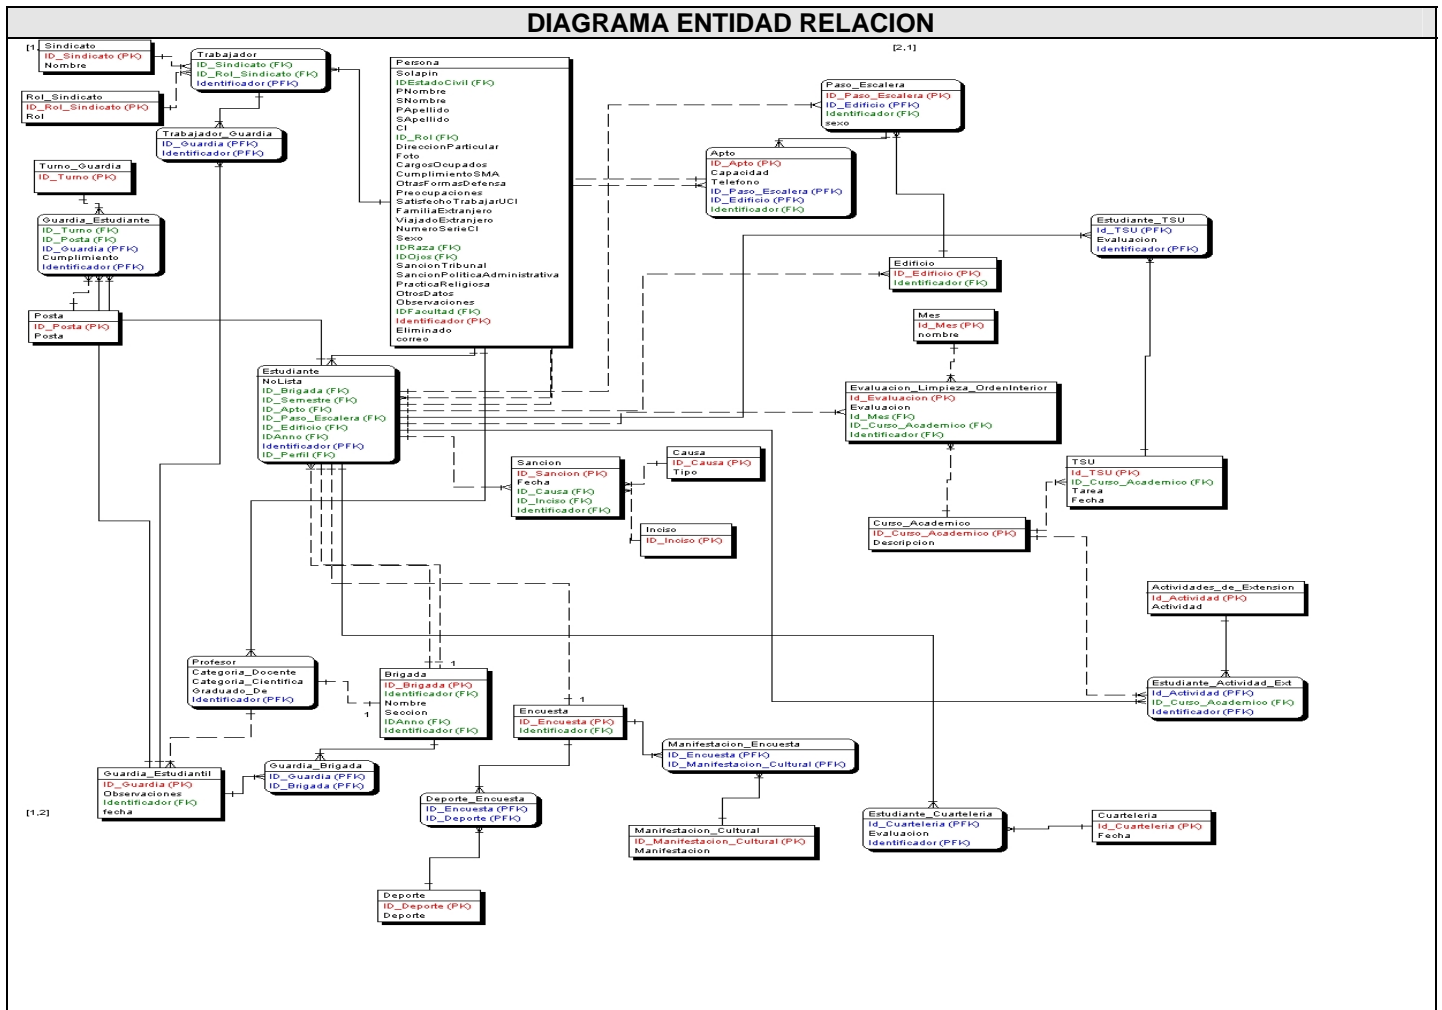 DIAGRAMA ENTIDAD RELACION
[1,
[2,1]
Sindicato
ID_Sindicato (PK)
Nombre
Trabajador
ID_Sindicato (FK)
ID_Rol_Sindicato (FK)
Identificador (PFK)
Rol_Sindicato
ID_Rol_Sindicato (PK)
Rol
Trabajador_Guardia
ID_Guardia (PFK)
Identificador (PFK)
Turno_Guardia
ID_Turno (PK)
Guardia_Estudiante
ID_Turno (FK)
ID_Posta (FK)
ID_Guardia (PFK)
Cumplimiento
Identificador (PFK)
Posta
ID_Posta (PK)
Posta
Persona
Solapin
IDEstadoCivil (FK)
PNombre
SNombre
PApellido
SApellido
CI
ID_Rol (FK)
DireccionParticular
Foto
CargosOcupados
CumplimientoSMA
OtrasFormasDefensa
Preocupaciones
SatisfechoTrabajarUCI
FamiliaExtranjero
ViajadoExtranjero
NumeroSerieCI
Sexo
IDRaza (FK)
IDOjos (FK)
SancionTribunal
SancionPoliticaAdministrativa
PracticaReligiosa
OtrosDatos
Observaciones
IDFacultad (FK)
Identificador (PK)
Eliminado
correo
Paso_Escalera
ID_Paso_Escalera (PK)
ID_Edificio (PFK)
Identificador (FK)
sexo
Apto
ID_Apto (PK)
Capacidad
Telefono
ID_Paso_Escalera (PFK)
ID_Edificio (PFK)
Identificador (FK)
Estudiante_TSU
Id_TSU (PFK)
Evaluacion
Identificador (PFK)
Edificio
ID_Edificio (PK)
Identificador (FK)
Mes
Id_Mes (PK)
nombre
Estudiante
NoLista
ID_Brigada (FK)
ID_Semestre (FK)
ID_Apto (FK)
ID_Paso_Escalera (FK)
ID_Edificio (FK)
IDAnno (FK)
Identificador (PFK)
ID_Perfil (FK)
Evaluacion_Limpieza_OrdenInterior
Id_Evaluacion (PK)
Evaluacion
Id_Mes (FK)
ID_Curso_Academico (FK)
Identificador (FK)
Sancion
ID_Sancion (PK)
Fecha
ID_Causa (FK)
ID_Inciso (FK)
Identificador (FK)
Causa
ID_Causa (PK)
Tipo
Inciso
ID_Inciso (PK)
TSU
Id_TSU (PK)
ID_Curso_Academico (FK)
Tarea
Fecha
Curso_Academico
ID_Curso_Academico (PK)
Descripcion
Actividades_de_Extension
Id_Actividad (PK)
Actividad
Profesor
Categoria_Docente
Categoria_Cientifica
Graduado_De
Identificador (PFK)
1
1
Brigada
ID_Brigada (PK)
Identificador (FK)
Nombre
Seccion
IDAnno (FK)
Identificador (FK)
1
Encuesta
ID_Encuesta (PK)
Identificador (FK)
Estudiante_Actividad_Ext
Id_Actividad (PFK)
ID_Curso_Academico (FK)
Identificador (PFK)
Manifestacion_Encuesta
ID_Encuesta (PFK)
ID_Manifestacion_Cultural (PFK)
Guardia_Estudiantil
ID_Guardia (PK)
Observaciones
Identificador (FK)
fecha
Guardia_Brigada
ID_Guardia (PFK)
ID_Brigada (PFK)
Deporte_Encuesta
ID_Encuesta (PFK)
ID_Deporte (PFK)
[1,2]
Manifestacion_Cultural
ID_Manifestacion_Cultural (PK)
Manifestacion
Estudiante_Cuarteleria
Id_Cuarteleria (PFK)
Evaluacion
Identificador (PFK)
Cuarteleria
Id_Cuarteleria (PK)
Fecha
Deporte
ID_Deporte (PK)
Deporte